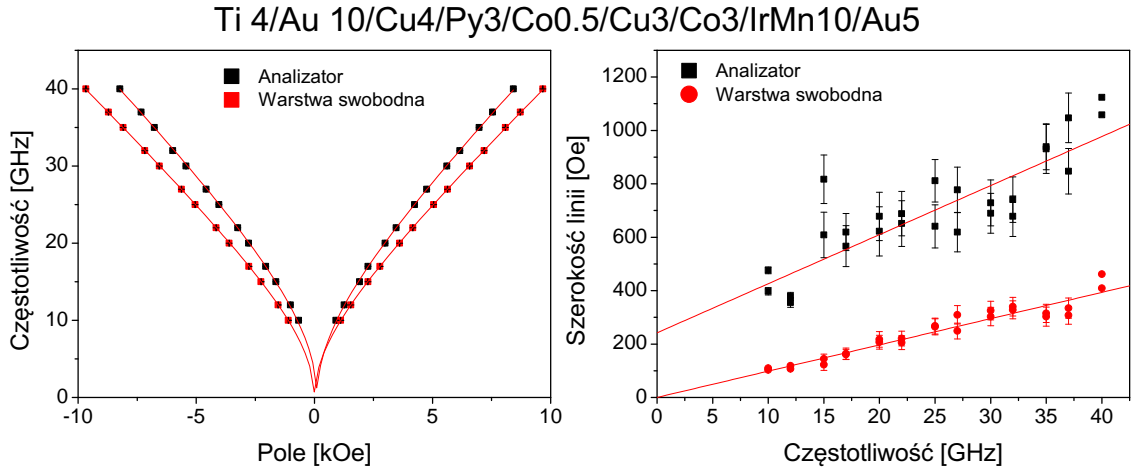 Ti 4/Au 10/Cu4/Py3/Co0.5/Cu3/Co3/IrMn10/Au5
Częstotliwość [GHz]
40
30
20
10
0
-10
-5
0
5
10
Pole [kOe]
Analizator
Warstwa swobodna
Szerokość linii [Oe]
1200
1000
800
600
400
200
0
0
5
10
15
20
25
30
35
40
Częstotliwość [GHz]
Analizator
Warstwa swobodna